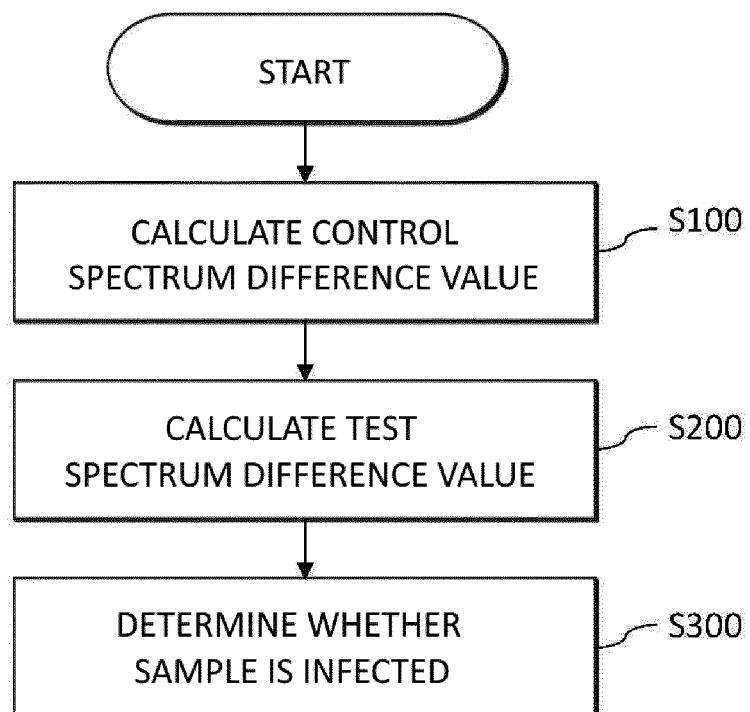 START
CALCULATE CONTROL
SPECTRUM DIFFERENCE VALUE
S100
CALCULATE TEST
SPECTRUM DIFFERENCE VALUE
S200
DETERMINE WHETHER
SAMPLE IS INFECTED
S300